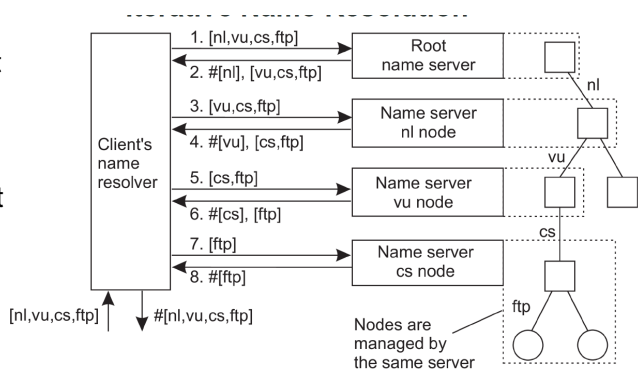 1. [nl,vu,cs,ftp]
2. #[nl], [vu,cs,ftp]
Root
name server
nl
3. [vu,cs,ftp]
4. #[vu], [cs,ftp]
Name server
nl node
Client's
name
resolver
vu
5. [cs,ftp]
6. #[cs], [ftp]
Name server
vu node
cs
7. [ftp]
8. #[ftp]
Name server
cs node
ftp
[nl,vu,cs,ftp]
#[nl,vu,cs,ftp]
Nodes are
managed by
the same server